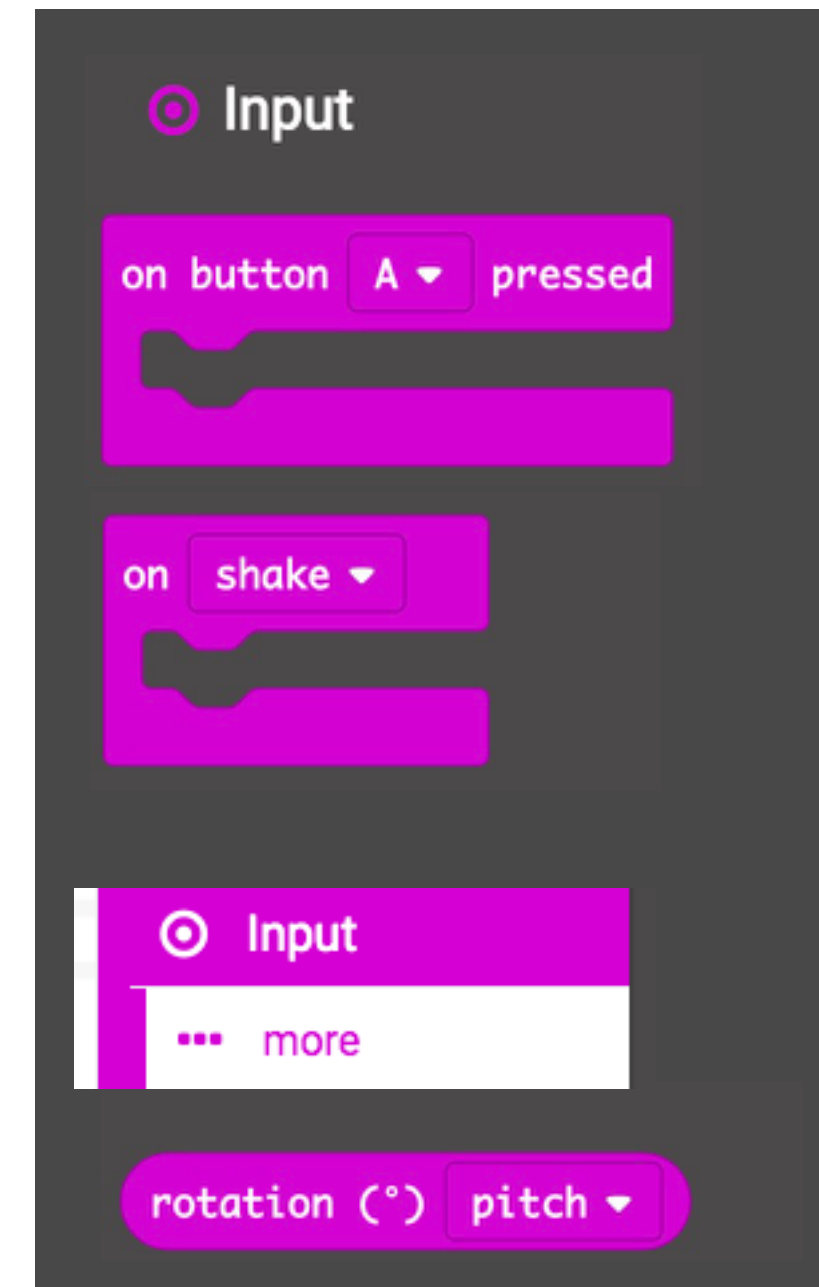 Input
on button A pressed
on shake
Input
more
rotation (°) pitch